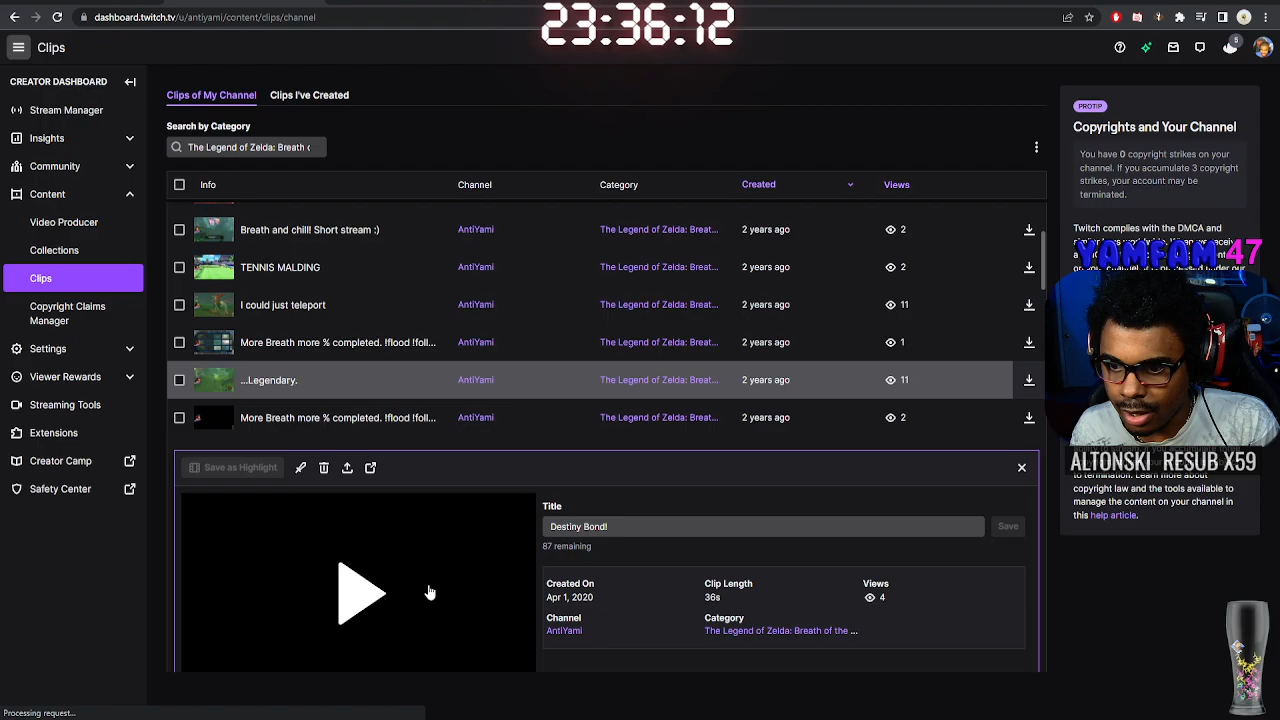 dashboard.twitch.tv/u/antiyami/content/clips/channel
23:36:12
Clips
5
CREATOR DASHBOARD
Stream Manager
Insights
Community
Content
Video Producer
Collections
Clips
Copyright Claims
Manager
Settings
Viewer Rewards
Streaming Tools
Extensions
Creator Camp
Safety Center
Clips of My Channel Clips I've Created
Search by Category
The Legend of Zelda: Breath
Info Channel Category Created Views
Breath and chill! Short stream :) AntiYami The Legend of Zelda: Breat... 2 years ago 2
TENNIS MALDING AntiYami The Legend of Zelda: Breat... 2 years ago 2
I could just teleport AntiYami The Legend of Zelda: Breat... 2 years ago 11
More Breath more % completed. !flood !foll... AntiYami The Legend of Zelda: Breat... 2 years ago 1
...Legendary. AntiYami The Legend of Zelda: Breat... 2 years ago 11
More Breath more % completed. !flood !foll... AntiYami The Legend of Zelda: Breat... 2 years ago 2
Save as Highlight
Title
Destiny Bond!
Save
87 remaining
Created On Clip Length Views
Apr 1, 2020 36s 4
Channel Category
AntiYami The Legend of Zelda: Breath of the ...
PROTIP
Copyrights and Your Channel
You have 0 copyright strikes on your
channel. If you accumulate 3 copyright
strikes, your account may be
terminated.
Twitch complies with the DMCA and
YAMFAM 47
ALTONSKI RESUB X59
to termination. Learn more about
copyright law and the tools available to
manage the content on your channel in
this help article.
Processing request...